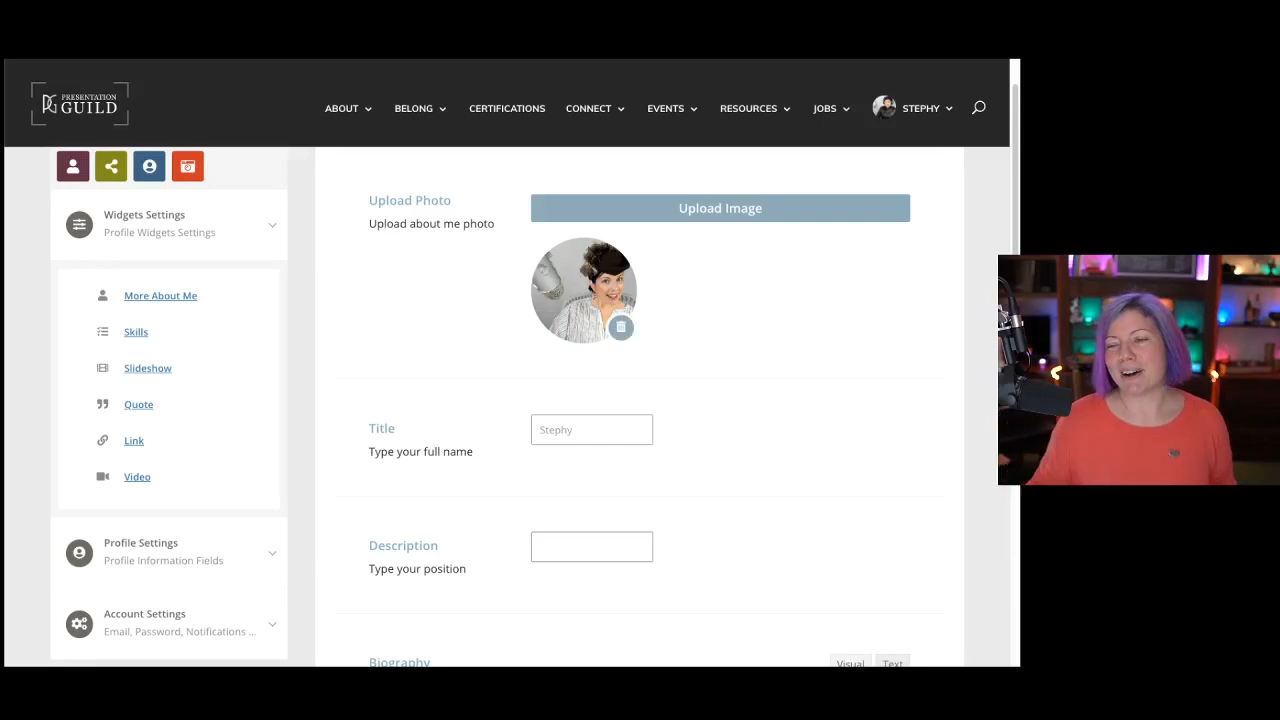 PRESENTATION
GUILD
ABOUT
BELONG
CERTIFICATIONS
CONNECT
EVENTS
RESOURCES
JOBS
STEPHY
Widgets Settings
Profile Widgets Settings
More About Me
Skills
Slideshow
Quote
Link
Video
Profile Settings
Profile Information Fields
Account Settings
Email, Password, Notifications ...
Upload Photo
Upload about me photo
Upload Image
Title
Type your full name
Stephy
Description
Type your position
Biography
Visual
Text